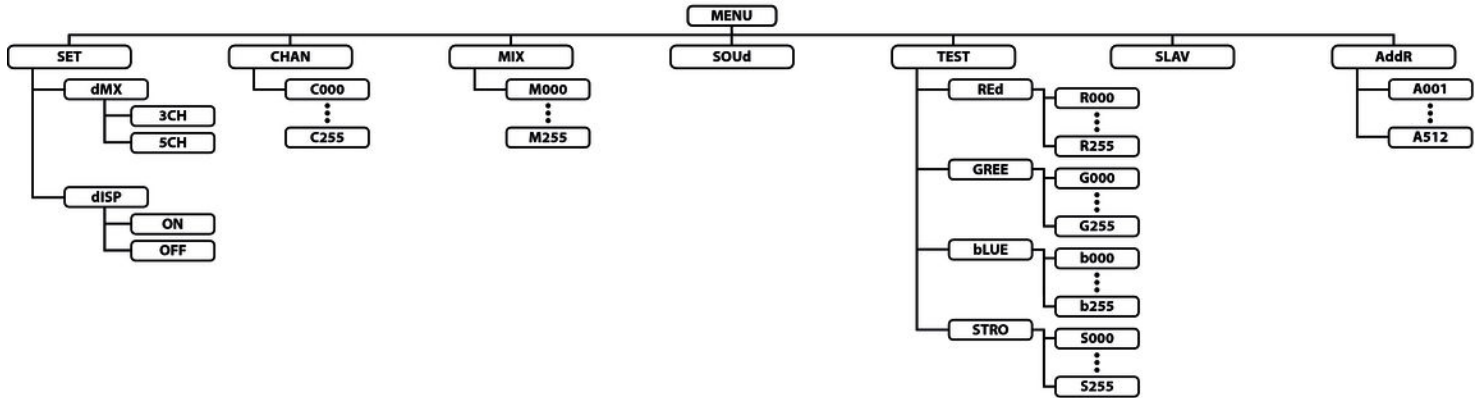 MENU
SET
CHAN
MIX
SOUd
TEST
SLAV
AddR
dMX
3CH
5CH
dISP
ON
OFF
C000
C255
M000
M255
REd
R000
R255
GREE
G000
G255
bLUE
b000
b255
STRO
S000
S255
A001
A512